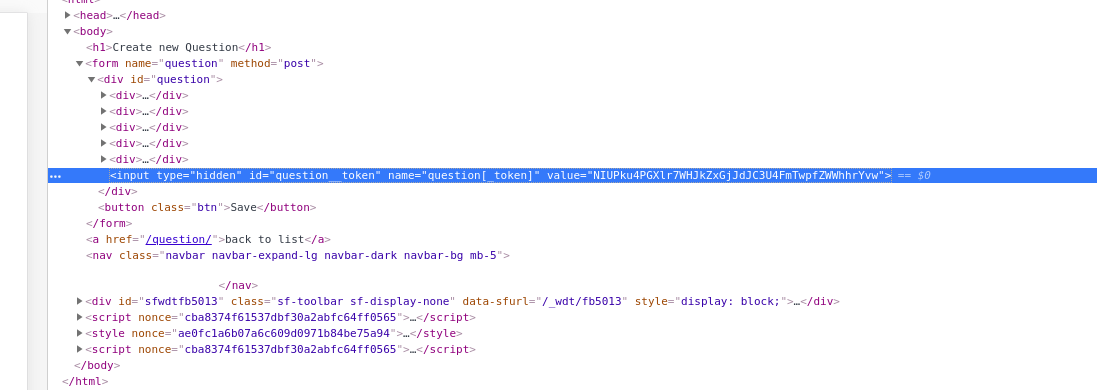 <html>
<head>…</head>
<body>
<h1>Create new Question</h1>
<form name="question" method="post">
<div id="question">
<div>…</div>
<div>…</div>
<div>…</div>
<div>…</div>
<div>…</div>
<input type="hidden" id="question__token" name="question[_token]" value="NIUPku4PGXlr7WHJkZxGjJdJC3U4FmTwpfZWWhhrYvw"> == $0
</div>
<button class="btn">Save</button>
</form>
<a href="/question/">back to list</a>
<nav class="navbar navbar-expand-lg navbar-dark navbar-bg mb-5">
</nav>
<div id="sfwdtfb5013" class="sf-toolbar sf-display-none" data-sfurl="/_wdt/fb5013" style="display: block;">…</div>
<script nonce="cba8374f61537dbf30a2abfc64ff0565">…</script>
<style nonce="ae0fc1a6b07a6c609d0971b84be75a94">…</style>
<script nonce="cba8374f61537dbf30a2abfc64ff0565">…</script>
</body>
</html>